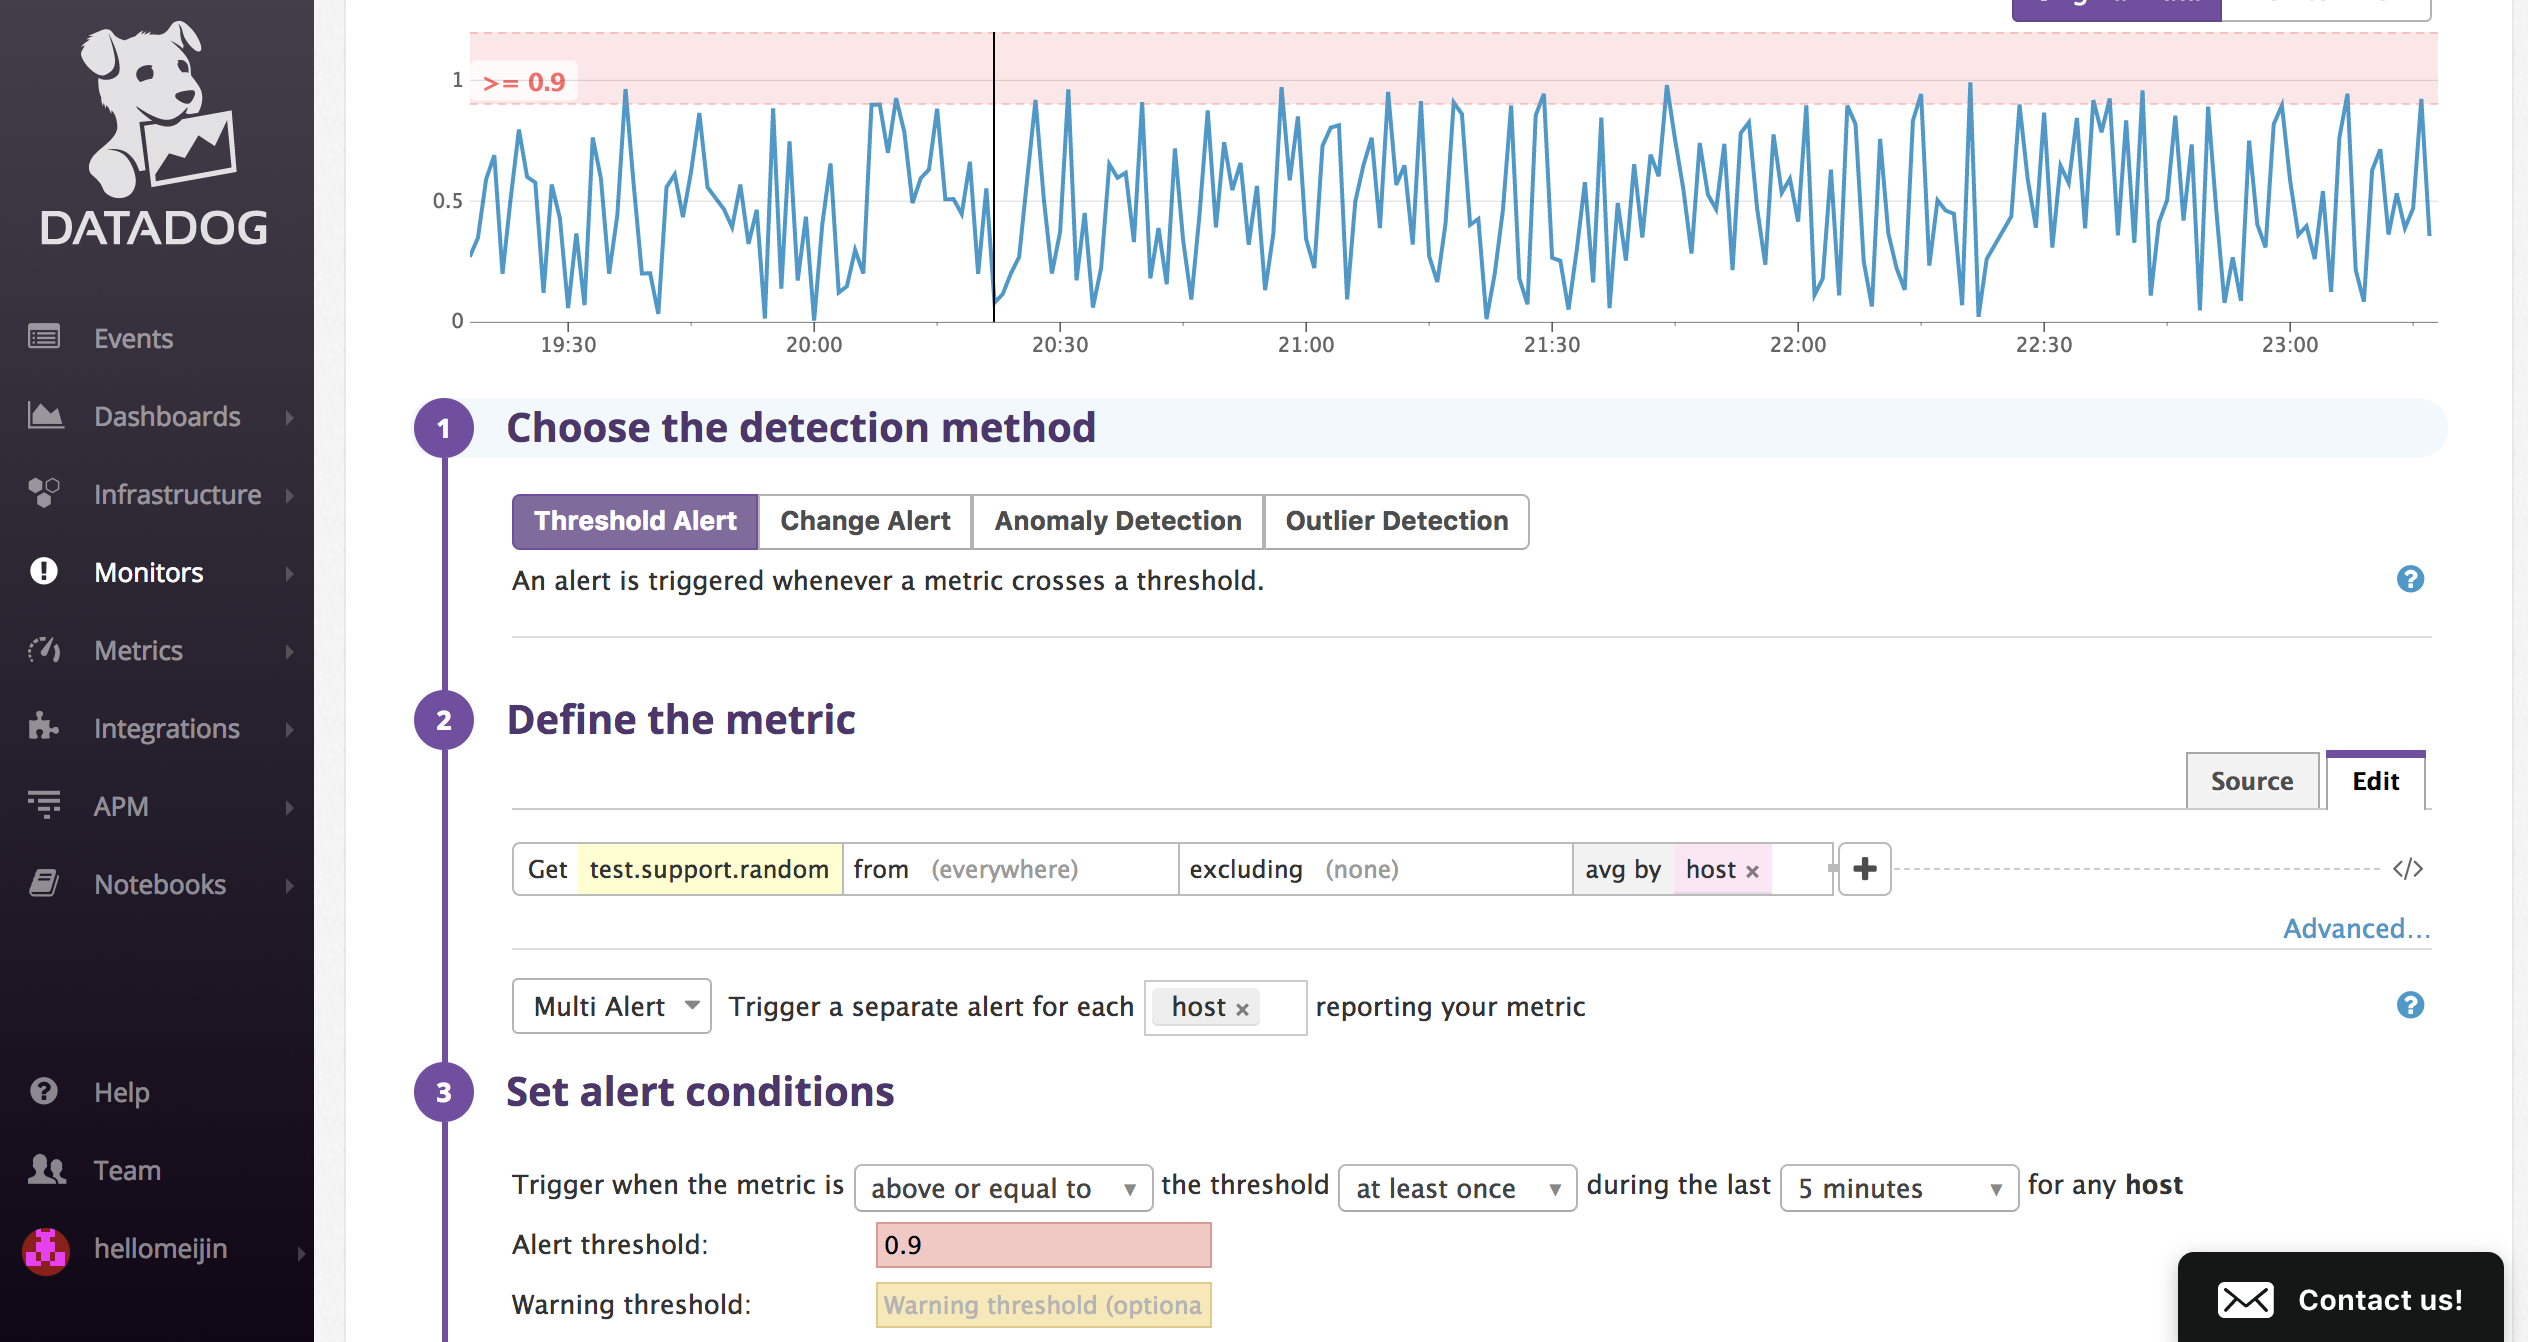 1
>= 0.9
0.5
0
19:30 20:00 20:30 21:00 21:30 22:00 22:30 23:00
DATADOG
Events
Dashboards
Infrastructure
Monitors
Metrics
Integrations
APM
Notebooks
Help
Team
hellomeijin
1 Choose the detection method
Threshold Alert Change Alert Anomaly Detection Outlier Detection
An alert is triggered whenever a metric crosses a threshold. ?
2 Define the metric
Source Edit
Get test.support.random from (everywhere) excluding (none) avg by host × + </>
Advanced...
Multi Alert Trigger a separate alert for each host × reporting your metric ?
3 Set alert conditions
Trigger when the metric is above or equal to the threshold at least once during the last 5 minutes for any host
Alert threshold: 0.9
Warning threshold: Warning threshold (optiona
Contact us!